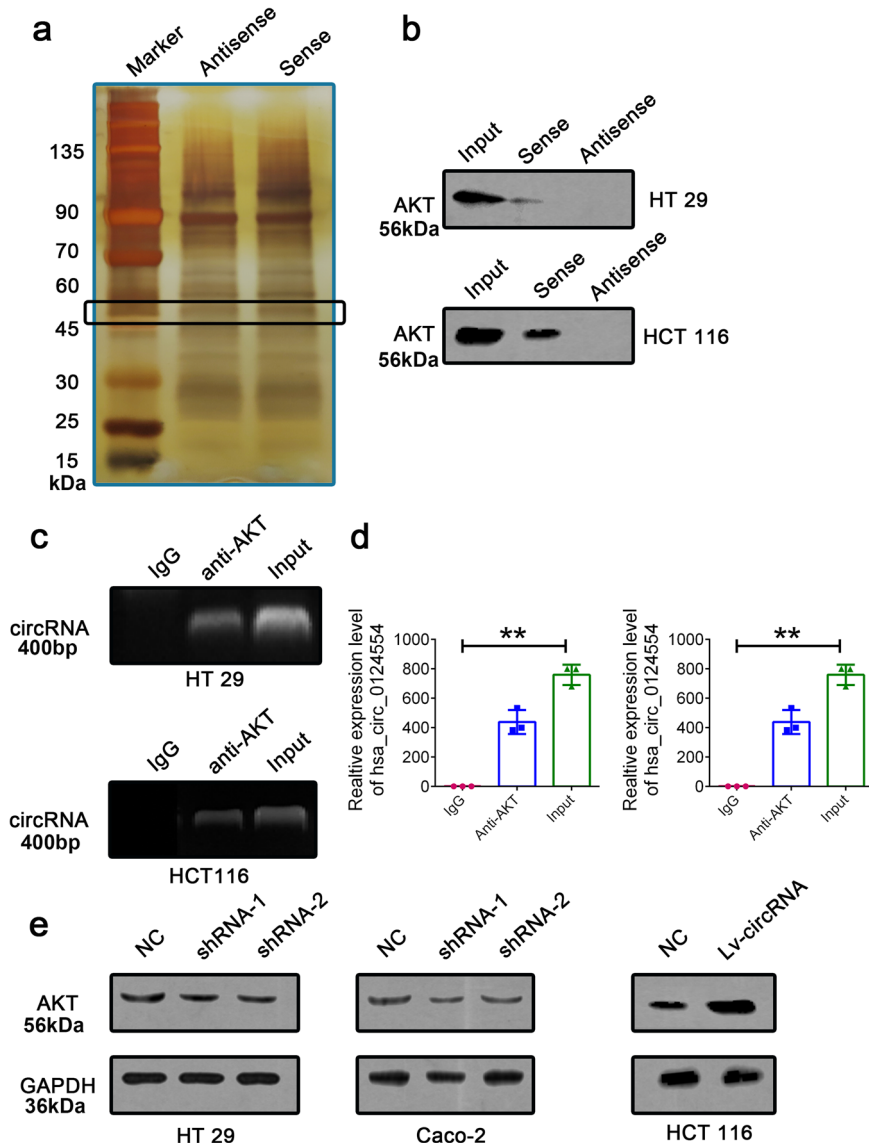 a
Marker
Antisense
Sense
135
90
70
60
45
30
25
15
kDa
b
Input
Sense
Antisense
AKT
56kDa
HT 29
Input
Sense
Antisense
AKT
56kDa
HCT 116
c
IgG
anti-AKT
Input
circRNA
400bp
HT 29
IgG
anti-AKT
Input
circRNA
400bp
HCT116
d
Realtive expression level
of hsa_circ_0124554
1000
800
600
400
200
0
**
IgG
Anti-AKT
Input
Realtive expression level
of hsa_circ_0124554
1000
800
600
400
200
0
**
IgG
Anti-AKT
Input
e
NC
shRNA-1
shRNA-2
AKT
56kDa
GAPDH
36kDa
HT 29
NC
shRNA-1
shRNA-2
Caco-2
NC
Lv-circRNA
HCT 116